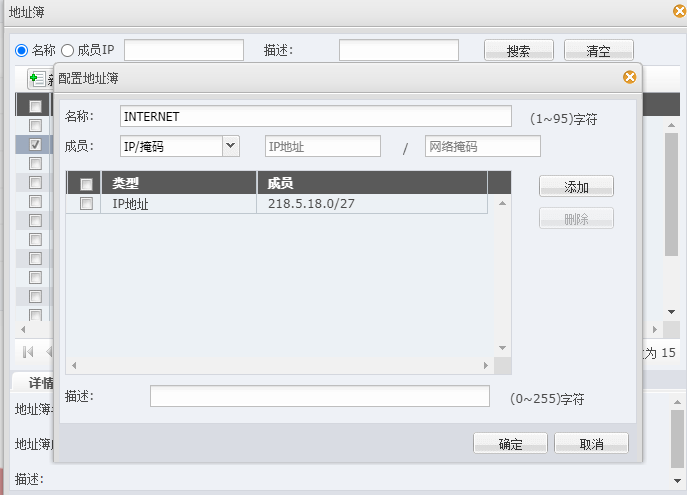 地址簿
名称 成员IP 描述： 搜索 清空
配置地址簿
名称： INTERNET (1~95)字符
成员： IP/掩码 IP地址 / 网络掩码
类型 成员 添加
IP地址 218.5.18.0/27 删除
为 15
详情
描述： (0~255)字符
地址簿
确定 取消
地址簿
描述：